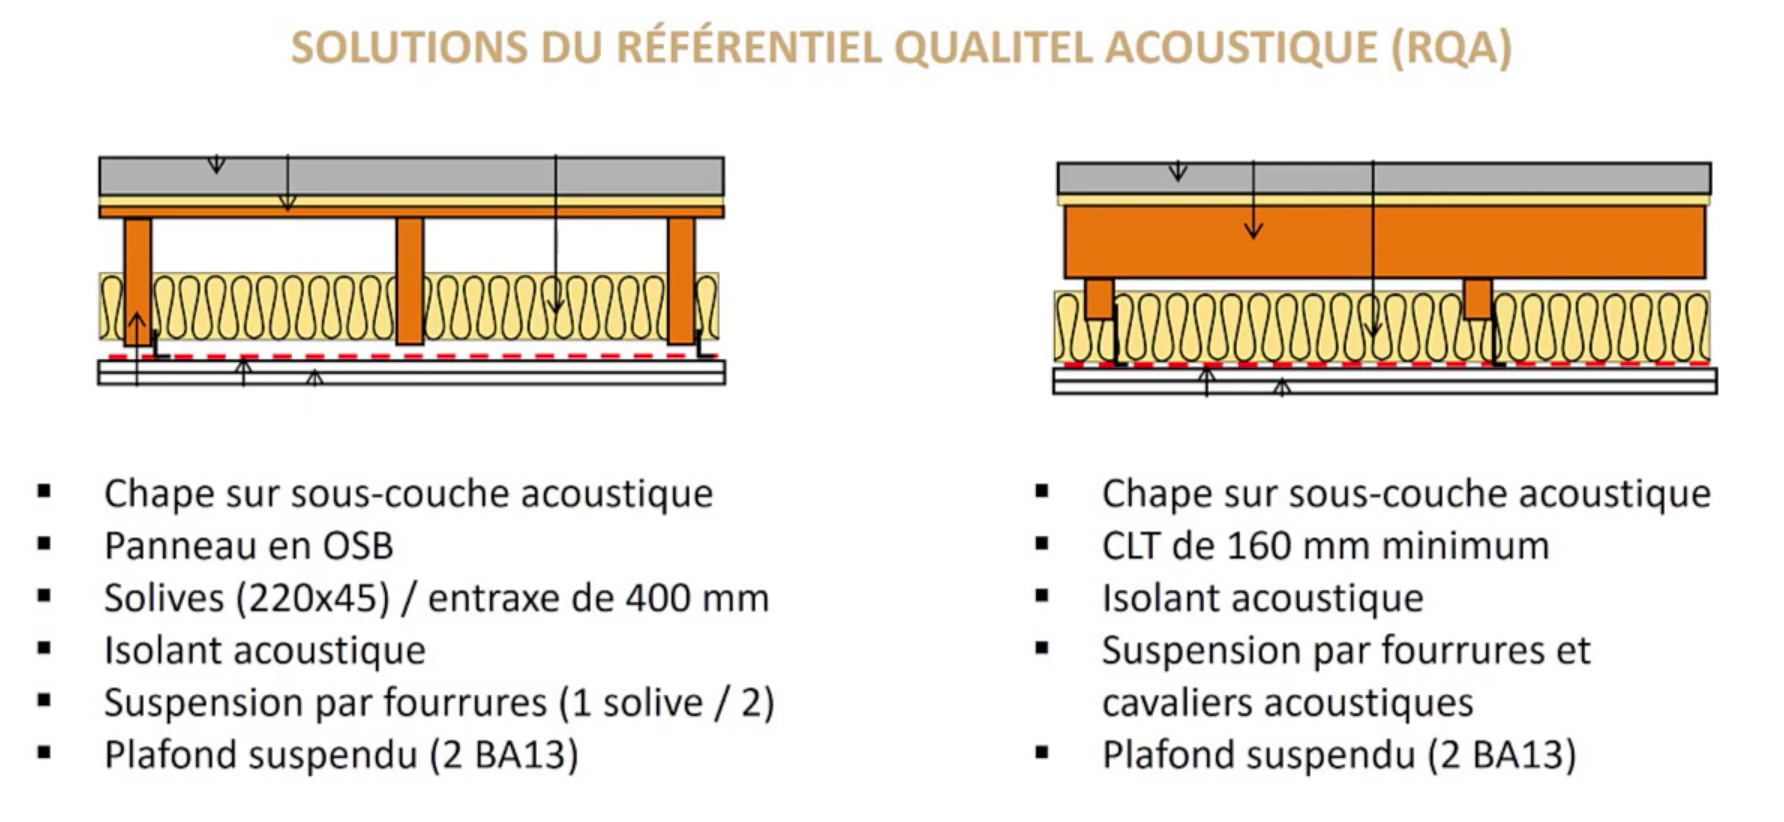 SOLUTIONS DU RÉFÉRENTIEL QUALITEL ACOUSTIQUE (RQA)
▪ Chape sur sous-couche acoustique
▪ Panneau en OSB
▪ Solives (220x45) / entraxe de 400 mm
▪ Isolant acoustique
▪ Suspension par fourrures (1 solive / 2)
▪ Plafond suspendu (2 BA13)
▪ Chape sur sous-couche acoustique
▪ CLT de 160 mm minimum
▪ Isolant acoustique
▪ Suspension par fourrures et
cavaliers acoustiques
▪ Plafond suspendu (2 BA13)